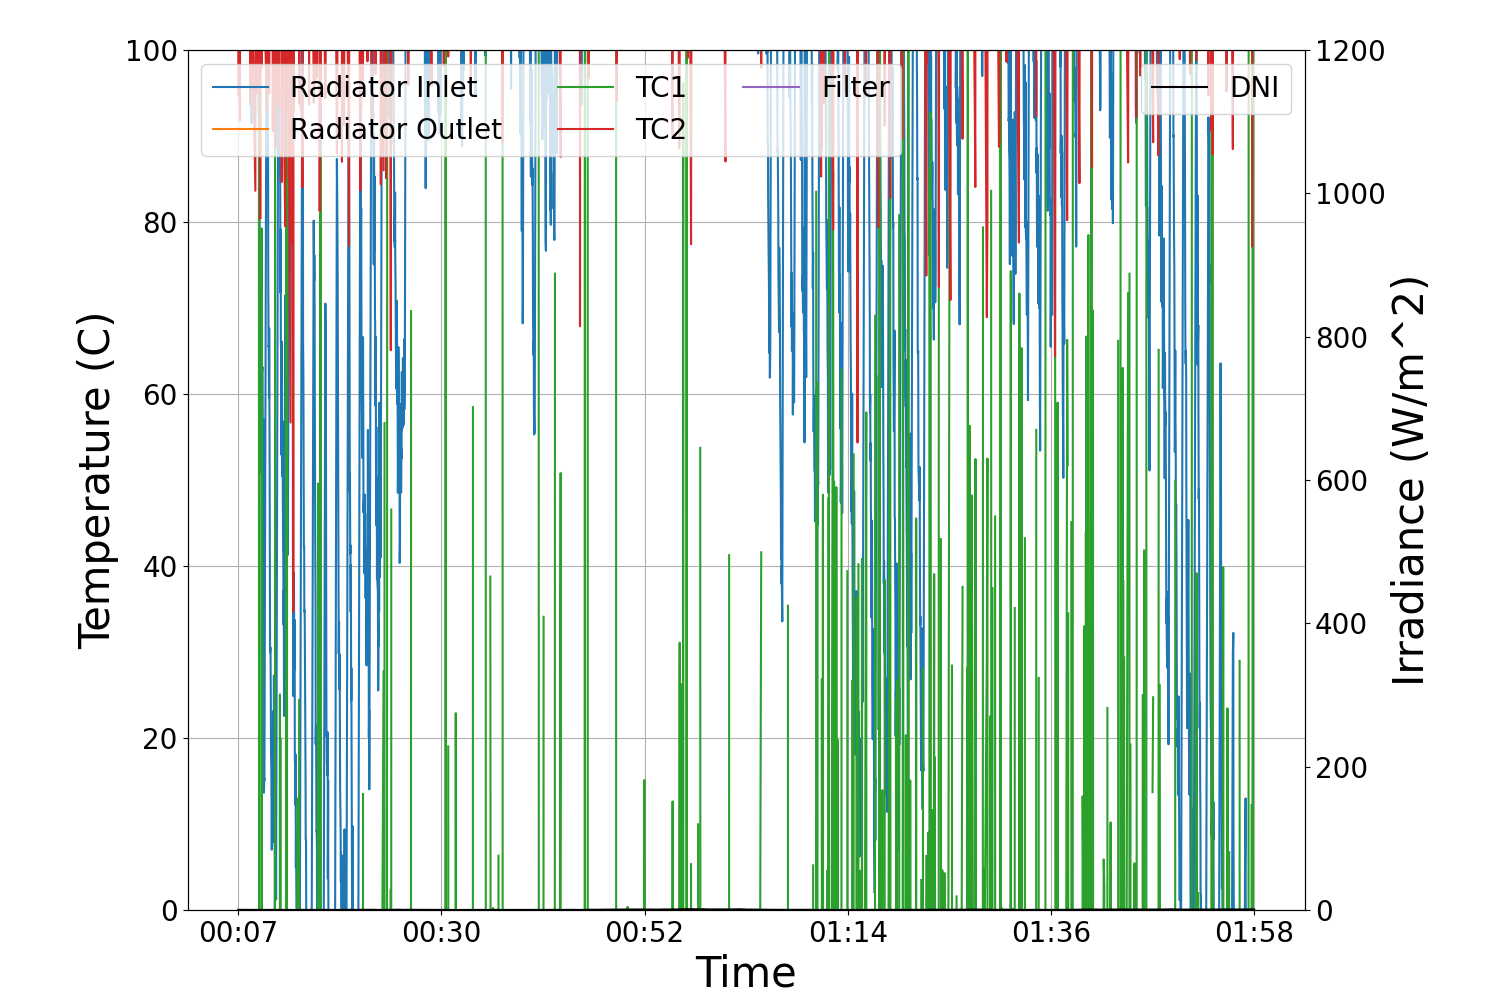 100
80
60
40
20
0
Temperature (C)
Radiator Inlet
Radiator Outlet
TC1
TC2
Filter
DNI
1200
1000
800
600
400
200
0
Irradiance (W/m^2)
00:07
00:30
00:52
01:14
01:36
01:58
Time